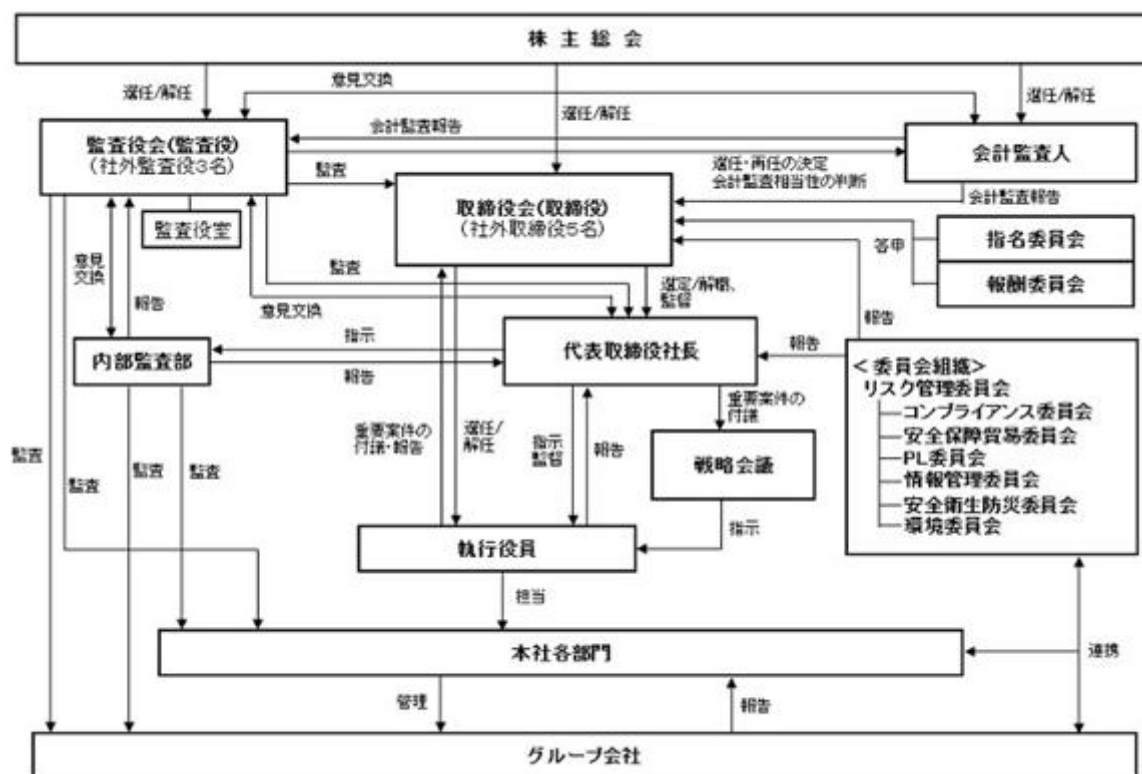 株主総会
選任/解任
意見交換
選任/解任
選任/解任
監査役会(監査役)
(社外監査役3名)
会計監査報告
会計監査人
監査
選任・再任の決定
会計監査相当性の判断
会計監査報告
取締役会(取締役)
(社外取締役5名)
監査役室
指名委員会
答申
報酬委員会
意見
交換
報告
監査
意見交換
選定/解職、
監督
報告
指示
代表取締役社長
報告
内部監査部
報告
<委員会組織>
リスク管理委員会
コンプライアンス委員会
安全保障貿易委員会
PL委員会
情報管理委員会
安全衛生防災委員会
環境委員会
重要案件の
付議
重要案件の
付議・報告
選任/
解任
指示
監督
報告
戦略会議
監査
監査
監査
監査
指示
執行役員
担当
本社各部門
連携
管理
報告
グループ会社